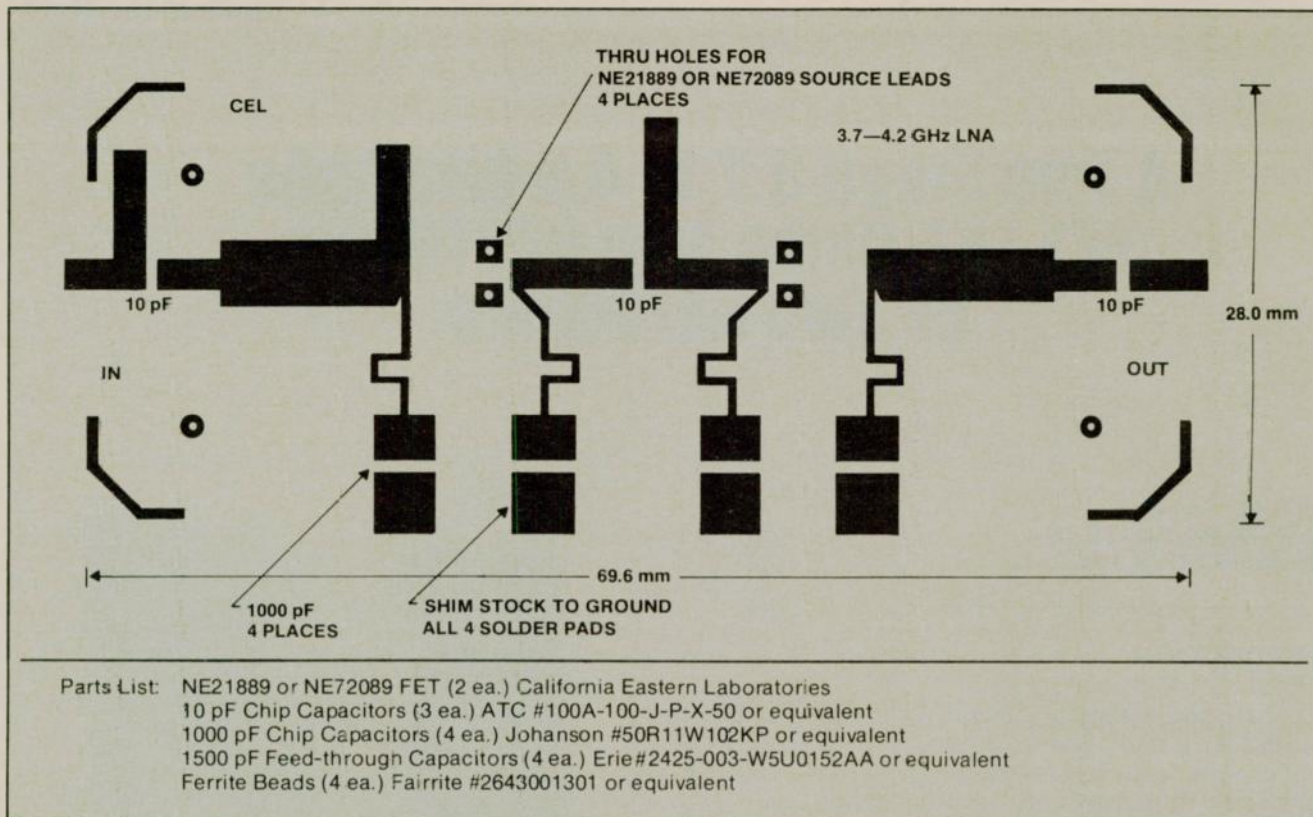 THRU HOLES FOR
NE21889 OR NE72089 SOURCE LEADS
4 PLACES
CEL
3.7—4.2 GHz LNA
10 pF
10 pF
10 pF
28.0 mm
IN
OUT
69.6 mm
1000 pF
4 PLACES
SHIM STOCK TO GROUND
ALL 4 SOLDER PADS
Parts List: NE21889 or NE72089 FET (2 ea.) California Eastern Laboratories
10 pF Chip Capacitors (3 ea.) ATC #100A-100-J-P-X-50 or equivalent
1000 pF Chip Capacitors (4 ea.) Johanson #50R11W102KP or equivalent
1500 pF Feed-through Capacitors (4 ea.) Erie#2425-003-W5U0152AA or equivalent
Ferrite Beads (4 ea.) Fairrite #2643001301 or equivalent